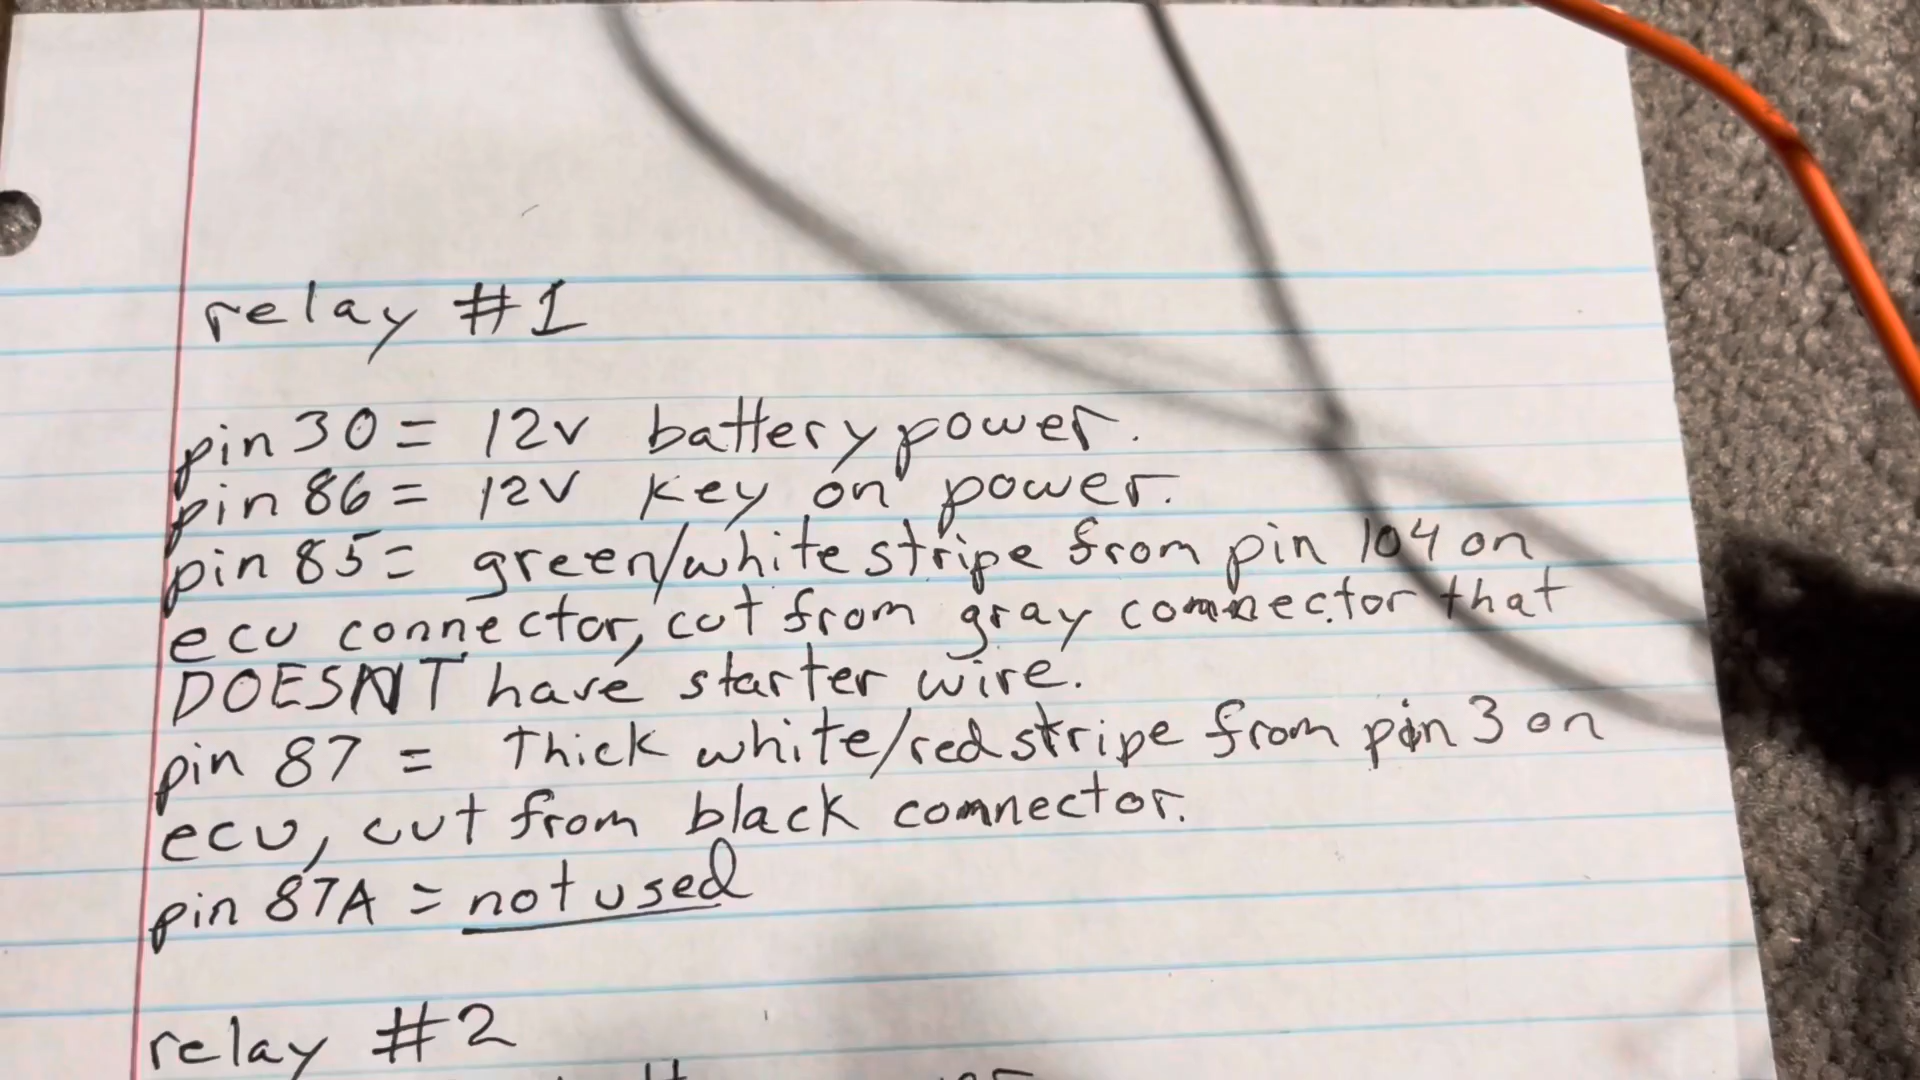 relay #1
pin 30 = 12v battery power.
pin 86 = 12V key on power.
pin 85 = green/white stripe from pin 104 on
ecu connector, cut from gray connector that
DOESNT have starter wire.
pin 87 = Thick white/red stripe from pin 3 on
ecu, cut from black connector.
pin 87A = not used
relay #2